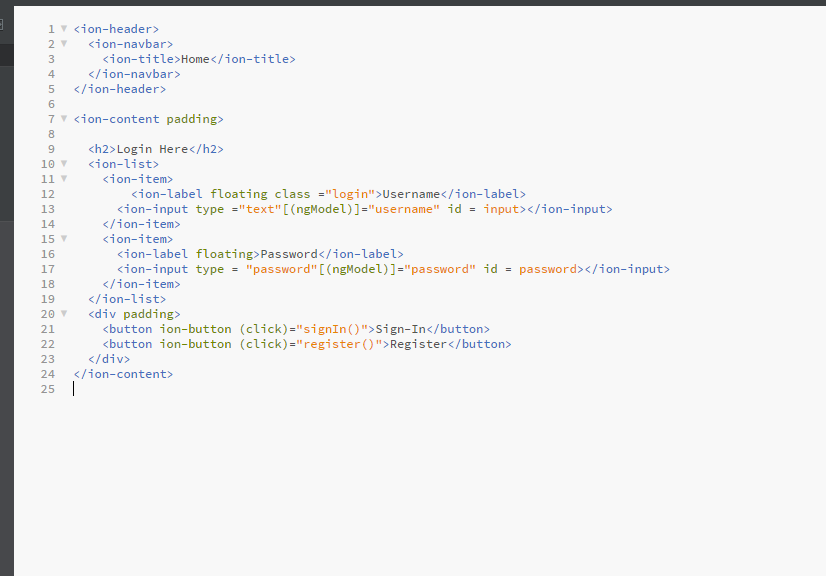 1 <ion-header>
2   <ion-navbar>
3     <ion-title>Home</ion-title>
4   </ion-navbar>
5 </ion-header>
6
7 <ion-content padding>
8
9   <h2>Login Here</h2>
10   <ion-list>
11     <ion-item>
12         <ion-label floating class ="login">Username</ion-label>
13       <ion-input type ="text"[(ngModel)]="username" id = input></ion-input>
14     </ion-item>
15     <ion-item>
16       <ion-label floating>Password</ion-label>
17       <ion-input type = "password"[(ngModel)]="password" id = password></ion-input>
18     </ion-item>
19   </ion-list>
20   <div padding>
21     <button ion-button (click)="signIn()">Sign-In</button>
22     <button ion-button (click)="register()">Register</button>
23   </div>
24 </ion-content>
25